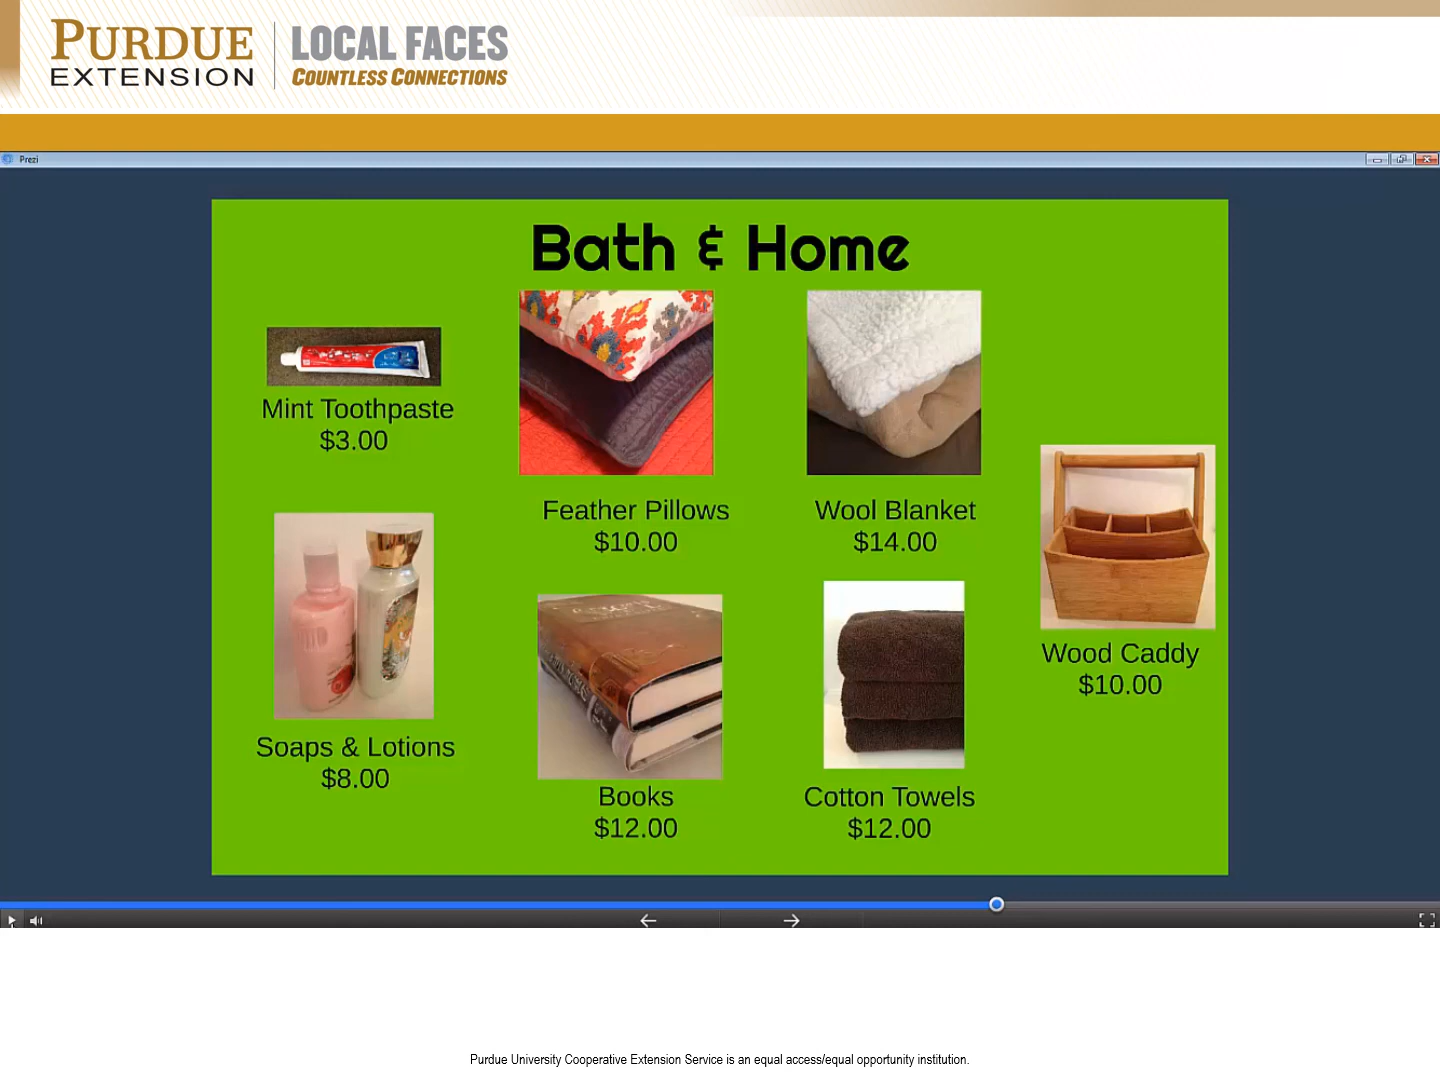 PURDUE
EXTENSION
LOCAL FACES
COUNTLESS CONNECTIONS
Prezi
Bath & Home
Mint Toothpaste
$3.00
Feather Pillows
$10.00
Wool Blanket
$14.00
Wood Caddy
$10.00
Soaps & Lotions
$8.00
Books
$12.00
Cotton Towels
$12.00
Purdue University Cooperative Extension Service is an equal access/equal opportunity institution.